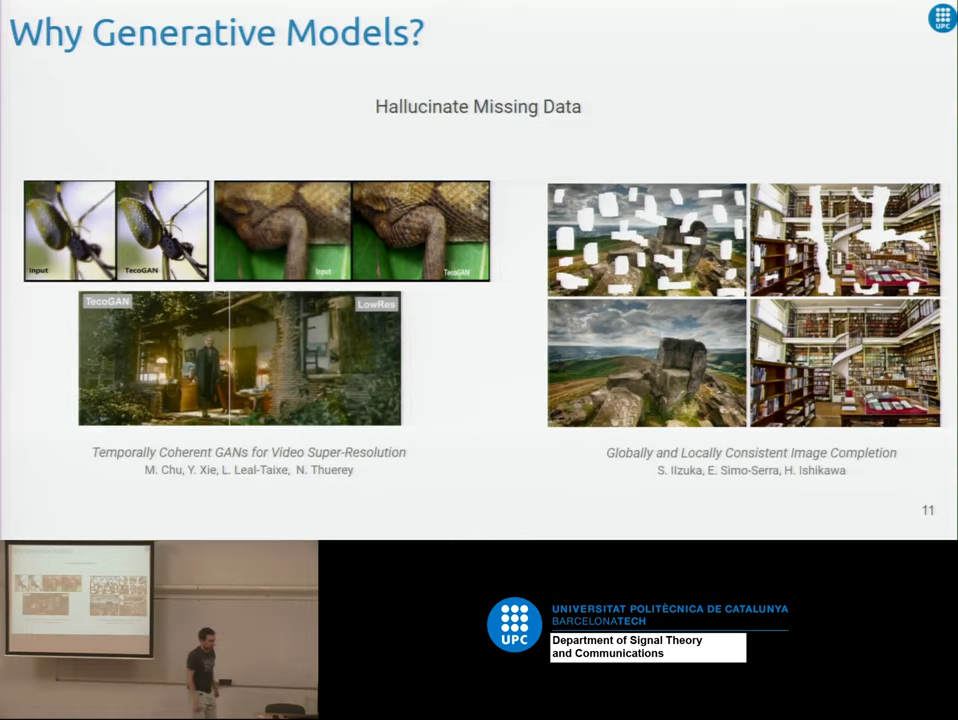 Why Generative Models?
UPC
Hallucinate Missing Data
Input
TecoGAN
Input
TecoGAN
TecoGAN
LowRes
Temporally Coherent GANs for Video Super-Resolution
M. Chu, Y. Xie, L. Leal-Taixe, N. Thuerey
Globally and Locally Consistent Image Completion
S. IIzuka, E. Simo-Serra, H. Ishikawa
11
UPC
UNIVERSITAT POLITÈCNICA DE CATALUNYA
BARCELONATECH
Department of Signal Theory
and Communications